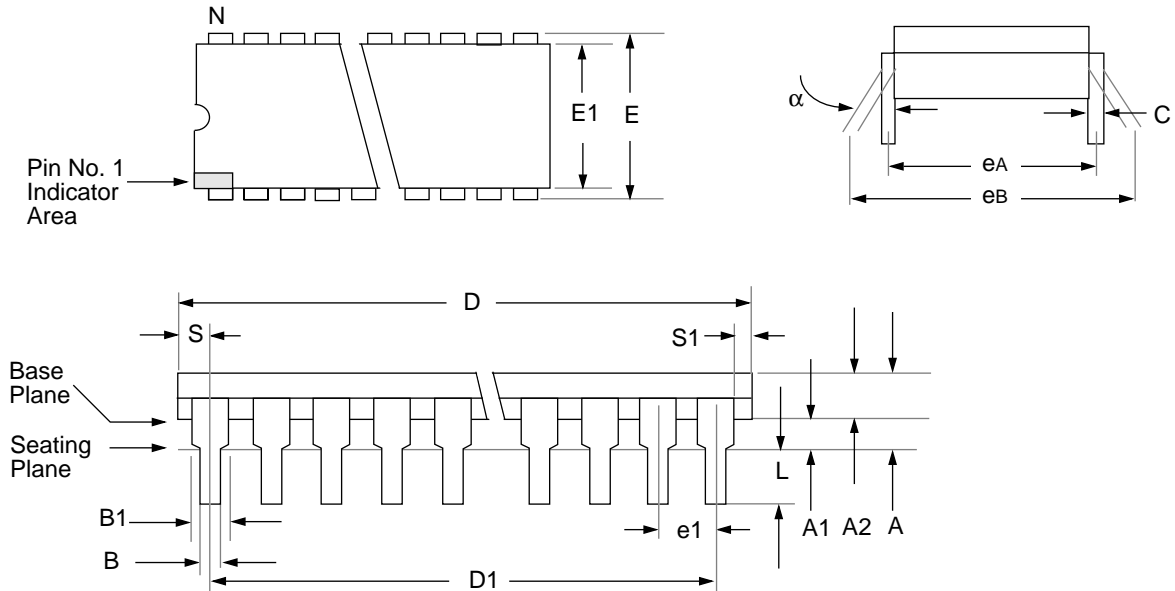 N
E1
E
α
C
eA
eB
Pin No. 1
Indicator
Area
D
S
S1
Base
Plane
Seating
Plane
L
B1
e1
A1
A2
A
B
D1